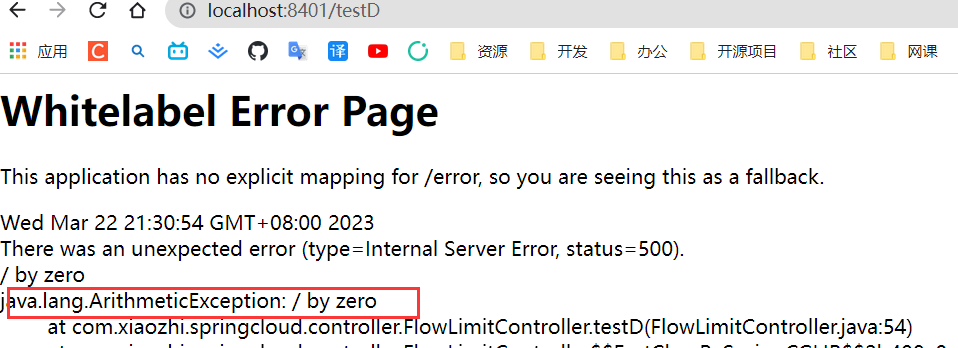 localhost:8401/testD
应用 C 译 资源 开发 办公 开源项目 社区 网课
Whitelabel Error Page
This application has no explicit mapping for /error, so you are seeing this as a fallback.
Wed Mar 22 21:30:54 GMT+08:00 2023
There was an unexpected error (type=Internal Server Error, status=500).
/ by zero
java.lang.ArithmeticException: / by zero
at com.xiaozhi.springcloud.controller.FlowLimitController.testD(FlowLimitController.java:54)